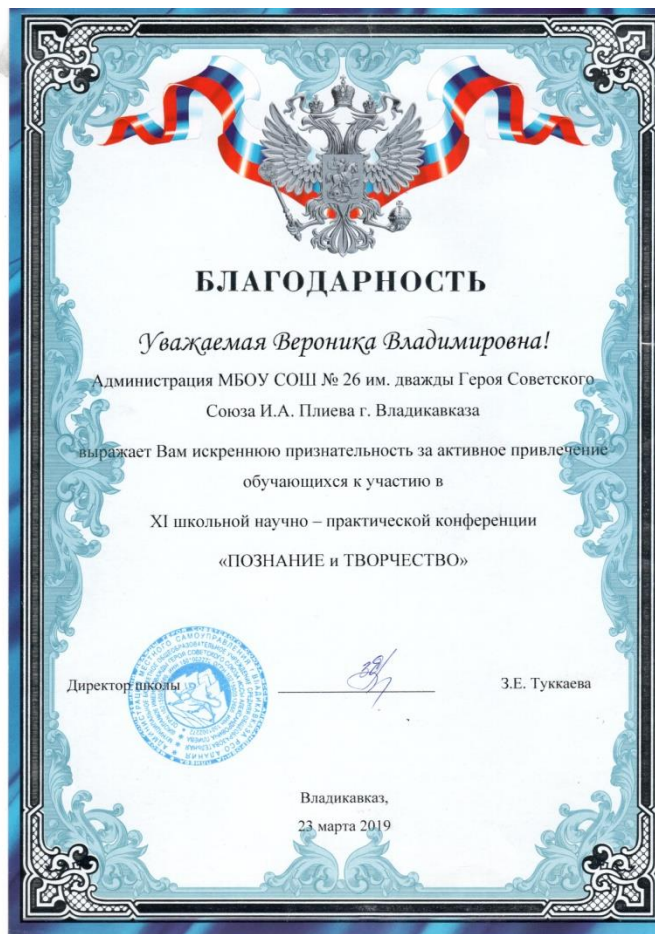 БЛАГОДАРНОСТЬ
Уважаемая Вероника Владимировна!
Администрация МБОУ СОШ № 26 им. дважды Героя Советского
Союза И.А. Плиева г. Владикавказа
выражает Вам искреннюю признательность за активное привлечение
обучающихся к участию в
XI школьной научно – практической конференции
«ПОЗНАНИЕ и ТВОРЧЕСТВО»
Директор школы З.Е. Туккаева
Владикавказ,
23 марта 2019